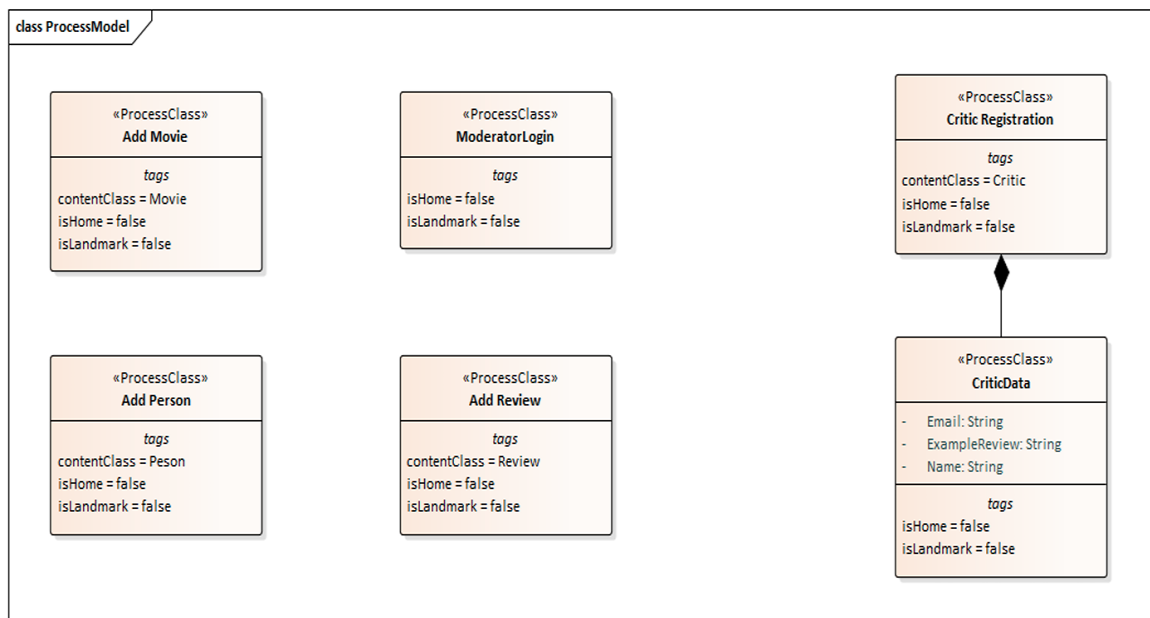 class ProcessModel
«ProcessClass»
Add Movie
tags
contentClass = Movie
isHome = false
isLandmark = false
«ProcessClass»
ModeratorLogin
tags
isHome = false
isLandmark = false
«ProcessClass»
Critic Registration
tags
contentClass = Critic
isHome = false
isLandmark = false
«ProcessClass»
Add Person
tags
contentClass = Peson
isHome = false
isLandmark = false
«ProcessClass»
Add Review
tags
contentClass = Review
isHome = false
isLandmark = false
«ProcessClass»
CriticData
- Email: String
- ExampleReview: String
- Name: String
tags
isHome = false
isLandmark = false